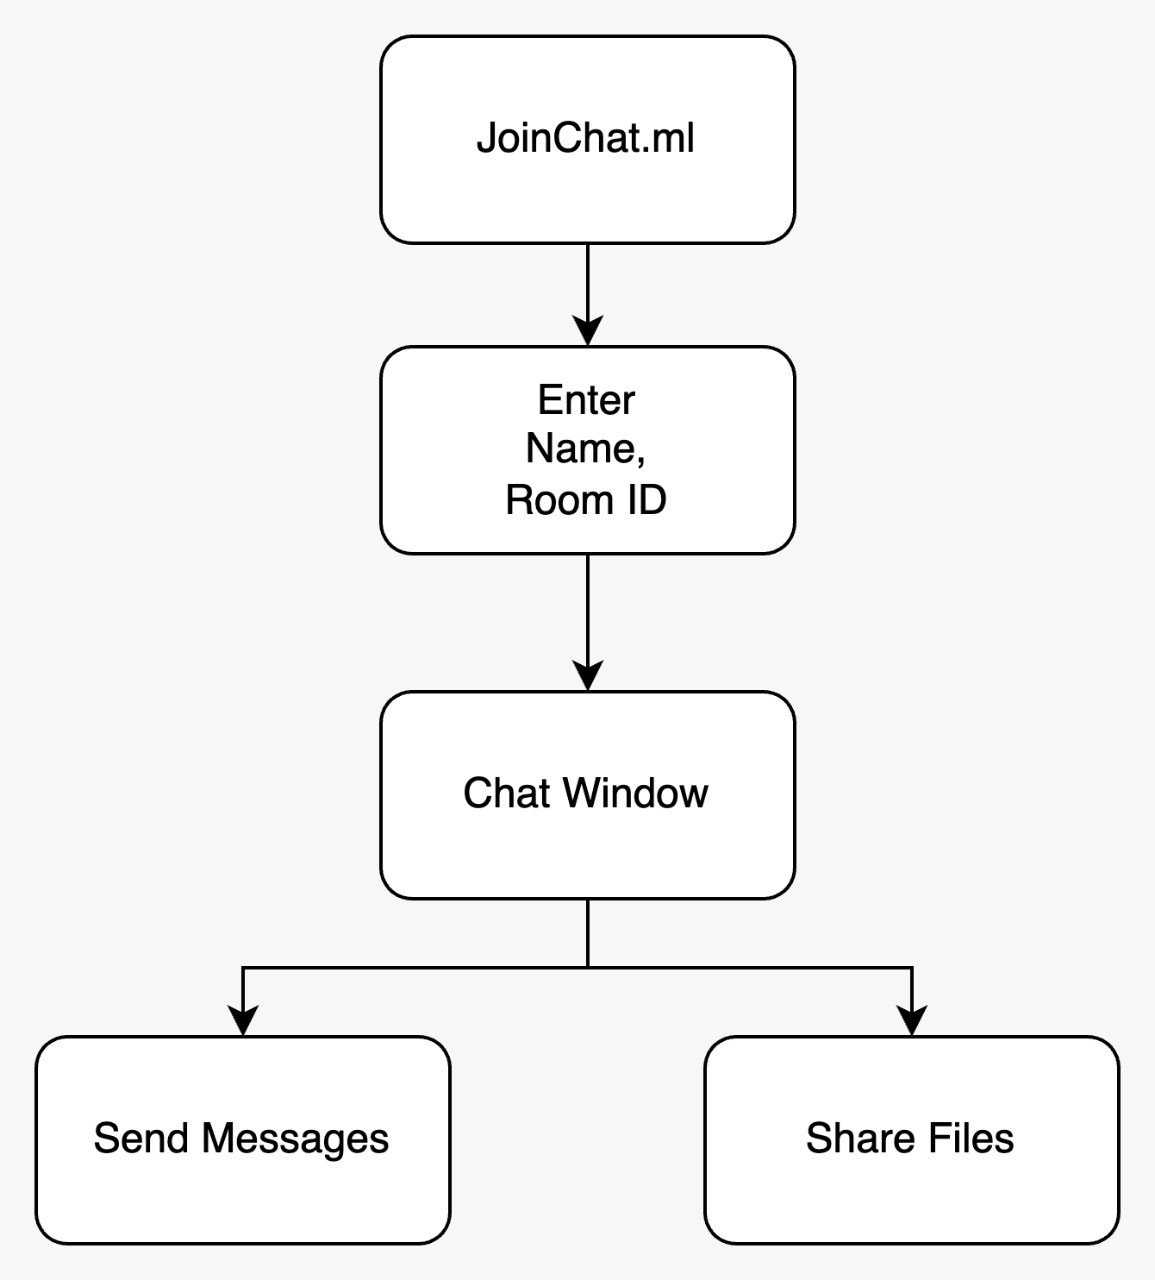 JoinChat.ml
Enter
Name,
Room ID
Chat Window
Send Messages
Share Files